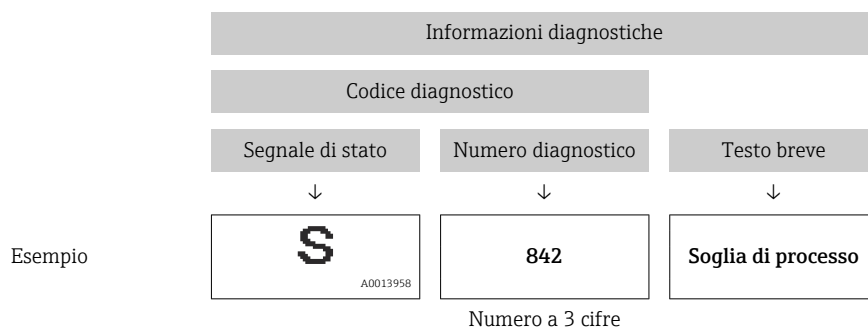 Informazioni diagnostiche
Codice diagnostico
Segnale di stato Numero diagnostico Testo breve
↓ ↓ ↓
Esempio S 842 Soglia di processo
A0013958
Numero a 3 cifre